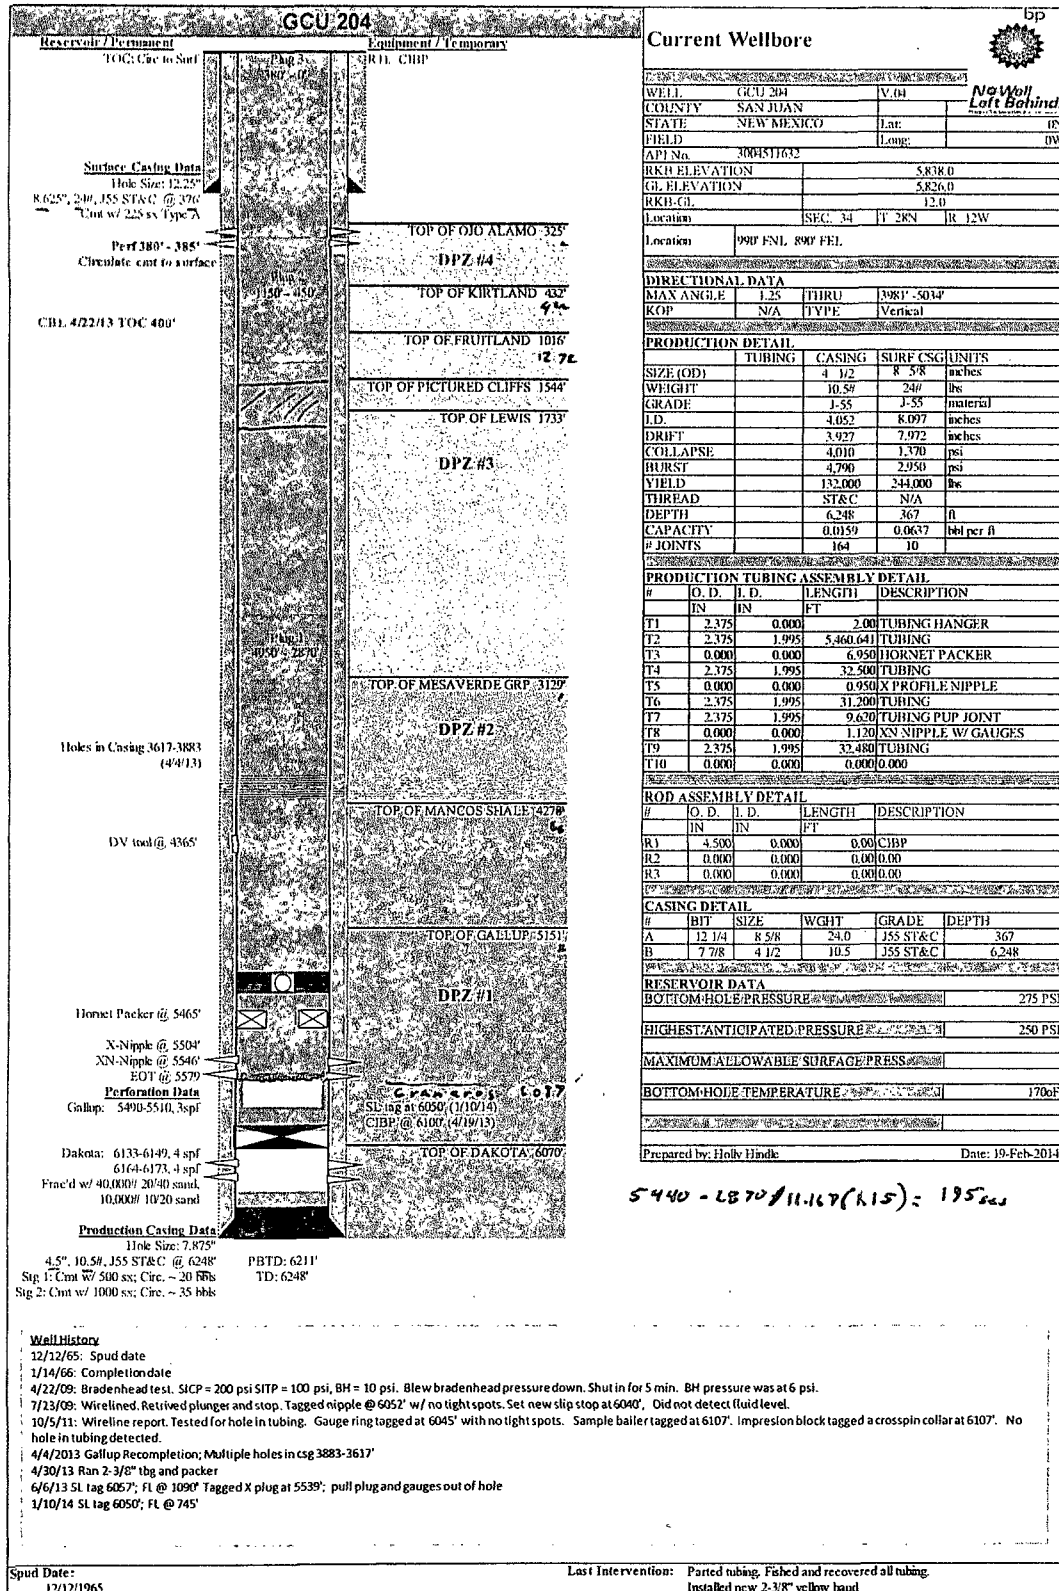 GCU 204
Reservoir / Permanent
Equipment / Temporary
TOC: Circ to Surf
Plug 3
380' - 0'
RTI. CIBP
Surface Casing Data
Hole Size: 12.25"
8.625", 24#, J55 ST&C @ 376'
Cmt w/ 225 sx Type A
Perf 380' - 385'
Circulate cmt to surface
Plug 2
1150' - 450'
CBL 4/22/13 TOC 400'
TOP OF OJO ALAMO 325'
DPZ #4
TOP OF KIRTLAND 432'
TOP OF FRUITLAND 1016'
TOP OF PICTURED CLIFFS 1544'
TOP OF LEWIS 1733'
DPZ #3
Plug 1
4050' - 2870'
TOP OF MESAVERDE GRP 3129'
DPZ #2
Holes in Casing 3617-3883
(4/4/13)
TOP OF MANCOS SHALE 4278'
DV tool @ 4365'
TOP OF GALLUP 5151'
DPZ #1
Hornet Packer @ 5465'
X-Nipple @ 5504'
XN-Nipple @ 5546'
EOT @ 5579
Perforation Data
Gallup: 5490-5510, 3spf
Graneros 6037
SL tag at 6050' (1/10/14)
CIBP @ 6100' (4/19/13)
TOP OF DAKOTA 6070'
Dakota: 6133-6149, 4 spf
6164-6173, 4 spf
Frac'd w/ 40,000# 20/40 sand,
10,000# 10/20 sand
Production Casing Data
Hole Size: 7.875"
4.5", 10.5#, J55 ST&C @ 6248'
Stg 1: Cmt w/ 500 sx; Circ. ~ 20 bbls
Stg 2: Cmt w/ 1000 sx; Circ. ~ 35 bbls
PBTD: 6211'
TD: 6248'
Current Wellbore
bp
No Well
Left Behind
WELL GCU 204 V.04
COUNTY SAN JUAN
STATE NEW MEXICO Lat: 0N
FIELD Long: 0W
API No. 3004511632
RKB ELEVATION 5,838.0
GL ELEVATION 5,826.0
RKB-GL 12.0
Location SEC. 34 T 28N R 12W
Location 990' FNL 890' FEL
DIRECTIONAL DATA
MAX ANGLE 1.25 THRU 3981' -5034'
KOP N/A TYPE Vertical
PRODUCTION DETAIL
TUBING CASING SURF CSG UNITS
SIZE (OD) 4 1/2 8 5/8 inches
WEIGHT 10.5# 24# lbs
GRADE J-55 J-55 material
I.D. 4.052 8.097 inches
DRIFT 3.927 7.972 inches
COLLAPSE 4,010 1,370 psi
BURST 4,790 2,950 psi
YIELD 132,000 244,000 lbs
THREAD ST&C N/A
DEPTH 6,248 367 ft
CAPACITY 0.0159 0.0637 bbl per ft
# JOINTS 164 10
PRODUCTION TUBING ASSEMBLY DETAIL
# O. D. I. D. LENGTH DESCRIPTION
IN IN FT
T1 2.375 0.000 2.00 TUBING HANGER
T2 2.375 1.995 5,460.641 TUBING
T3 0.000 0.000 6.950 HORNET PACKER
T4 2.375 1.995 32.500 TUBING
T5 0.000 0.000 0.950 X PROFILE NIPPLE
T6 2.375 1.995 31.200 TUBING
T7 2.375 1.995 9.620 TUBING PUP JOINT
T8 0.000 0.000 1.120 XN NIPPLE W/ GAUGES
T9 2.375 1.995 32.480 TUBING
T10 0.000 0.000 0.000 0.000
ROD ASSEMBLY DETAIL
# O. D. I. D. LENGTH DESCRIPTION
IN IN FT
R1 4.500 0.000 0.00 CIBP
R2 0.000 0.000 0.00 0.00
R3 0.000 0.000 0.00 0.00
CASING DETAIL
# BIT SIZE WGHT GRADE DEPTH
A 12 1/4 8 5/8 24.0 J55 ST&C 367
B 7 7/8 4 1/2 10.5 J55 ST&C 6,248
RESERVOIR DATA
BOTTOM HOLE PRESSURE 275 PSI
HIGHEST ANTICIPATED PRESSURE 250 PSI
MAXIMUM ALLOWABLE SURFACE PRESS
BOTTOM HOLE TEMPERATURE 170oF
Prepared by: Holly Hindle Date: 19-Feb-2014
5440 - 2870 / 11.167 (1.15) = 195 sxs
Well History
12/12/65: Spud date
1/14/66: Completion date
4/22/09: Bradenhead test. SICP = 200 psi SITP = 100 psi, BH = 10 psi. Blew bradenhead pressure down. Shut in for 5 min. BH pressure was at 6 psi.
7/23/09: Wirelined. Retrived plunger and stop. Tagged nipple @ 6052' w/ no tight spots. Set new slip stop at 6040', Did not detect fluid level.
10/5/11: Wireline report. Tested for hole in tubing. Gauge ring tagged at 6045' with no tight spots. Sample bailer tagged at 6107'. Impresion block tagged a crosspin collar at 6107'. No
hole in tubing detected.
4/4/2013 Gallup Recompletion; Multiple holes in csg 3883-3617'
4/30/13 Ran 2-3/8" tbg and packer
6/6/13 SL tag 6057'; FL @ 1090' Tagged X plug at 5539'; pull plug and gauges out of hole
1/10/14 SL tag 6050'; FL @ 745'
Spud Date:
12/12/1965
Last Intervention: Parted tubing. Fished and recovered all tubing.
Installed new 2-3/8" yellow band